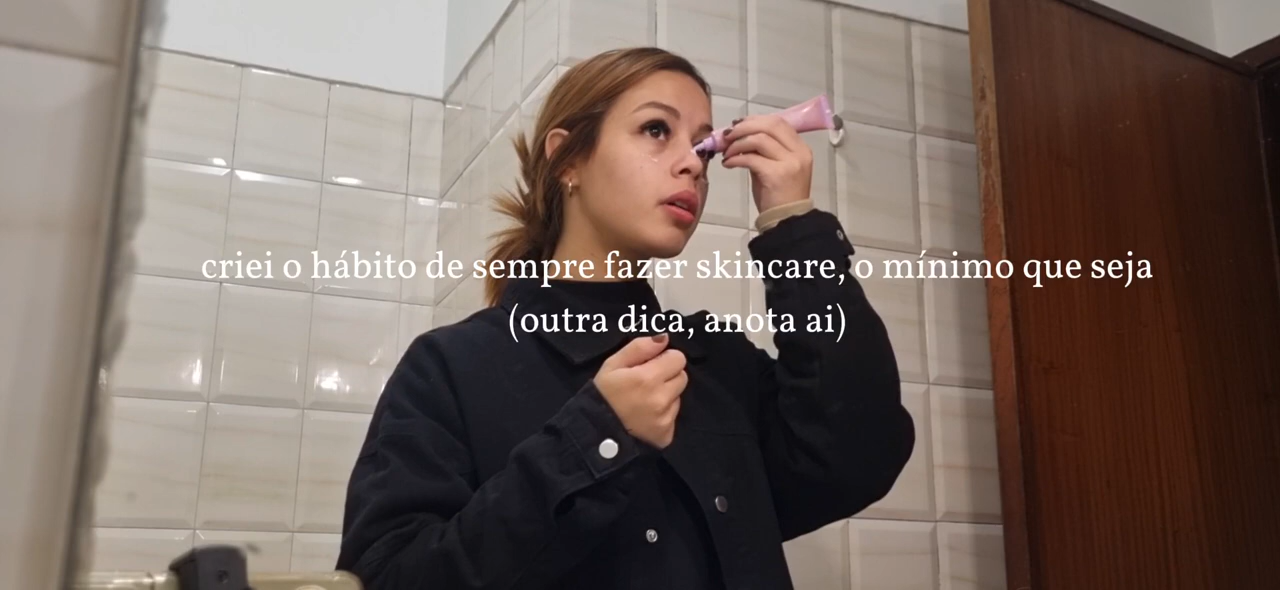 criei o hábito de sempre fazer skincare, o mínimo que seja
(outra dica, anota ai)